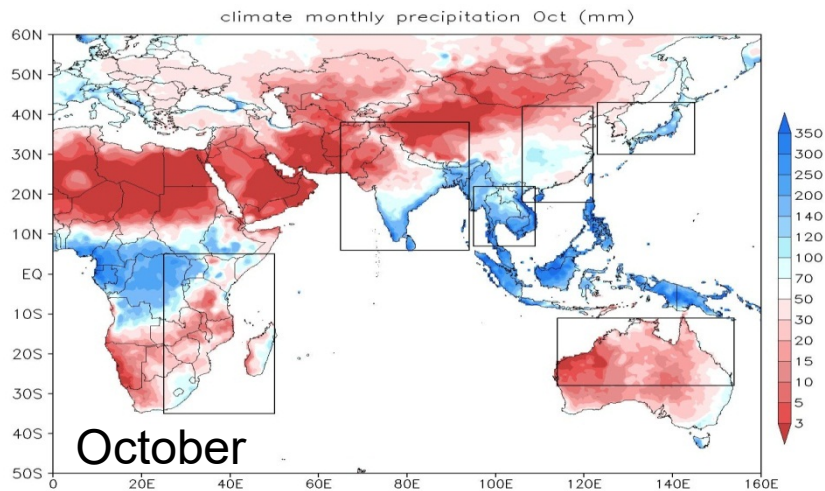 climate monthly precipitation Oct (mm)
60N
50N
40N
30N
20N
10N
EQ
10S
20S
30S
40S
50S
October
0 20E 40E 60E 80E 100E 120E 140E 160E
350
300
250
200
140
120
100
70
50
30
20
15
10
5
3